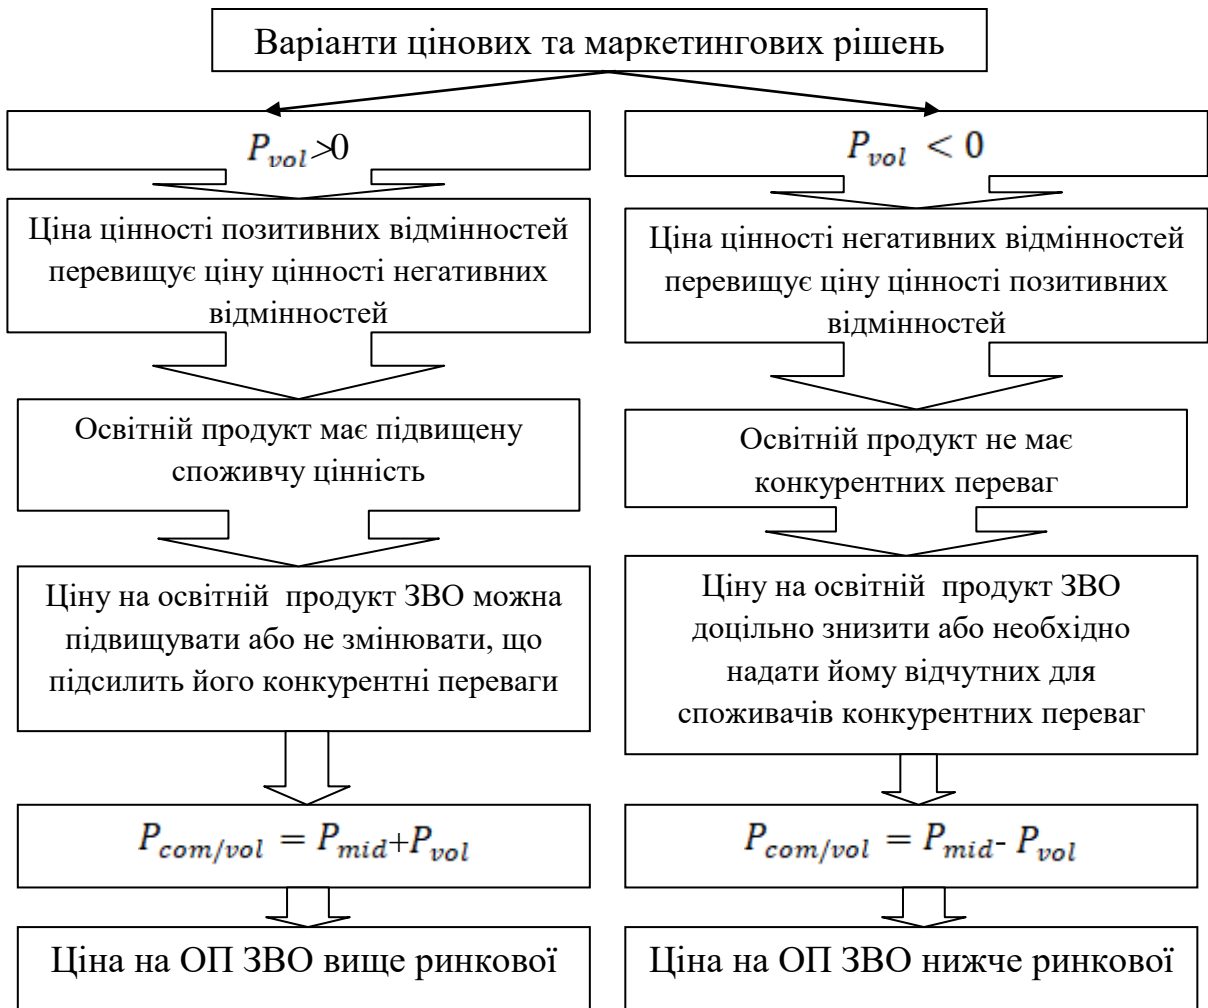 Варіанти цінових та маркетингових рішень
P_vol >0
Ціна цінності позитивних відмінностей
перевищує ціну цінності негативних
відмінностей
Освітній продукт має підвищену
споживчу цінність
Ціну на освітній продукт ЗВО можна
підвищувати або не змінювати, що
підсилить його конкурентні переваги
P_com/vol = P_mid+P_vol
Ціна на ОП ЗВО вище ринкової
P_vol < 0
Ціна цінності негативних відмінностей
перевищує ціну цінності позитивних
відмінностей
Освітній продукт не має
конкурентних переваг
Ціну на освітній продукт ЗВО
доцільно знизити або необхідно
надати йому відчутних для
споживачів конкурентних переваг
P_com/vol = P_mid- P_vol
Ціна на ОП ЗВО нижче ринкової